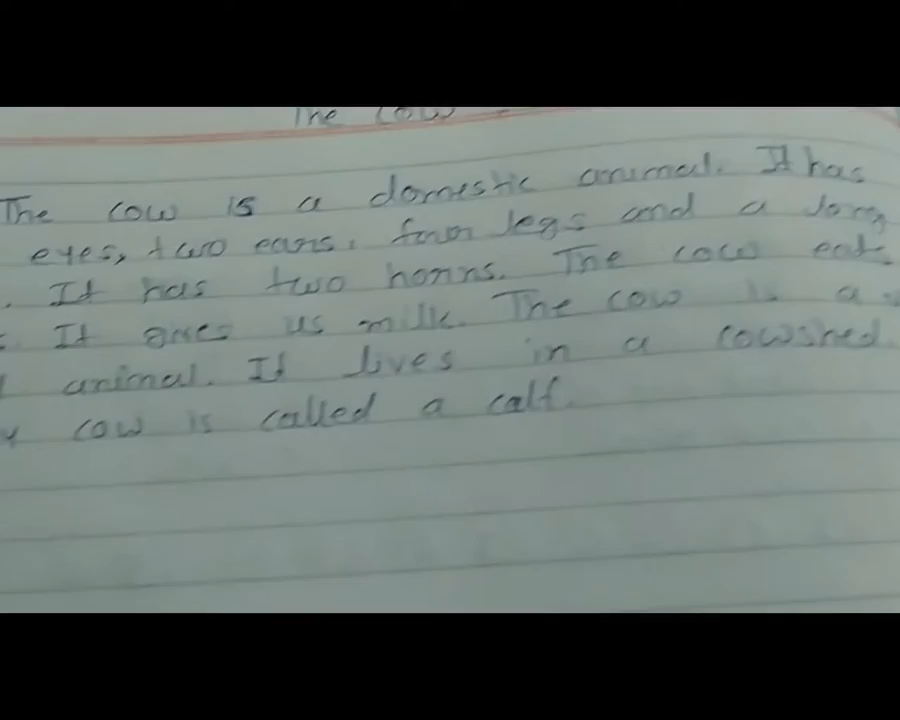 The Cow
The cow is a domestic animal. It has
eyes, two ears, four legs and a long
. It has two horns. The cow eats
It gives us milk. The cow is a
animal. It lives in a cowshed
cow is called a calf.